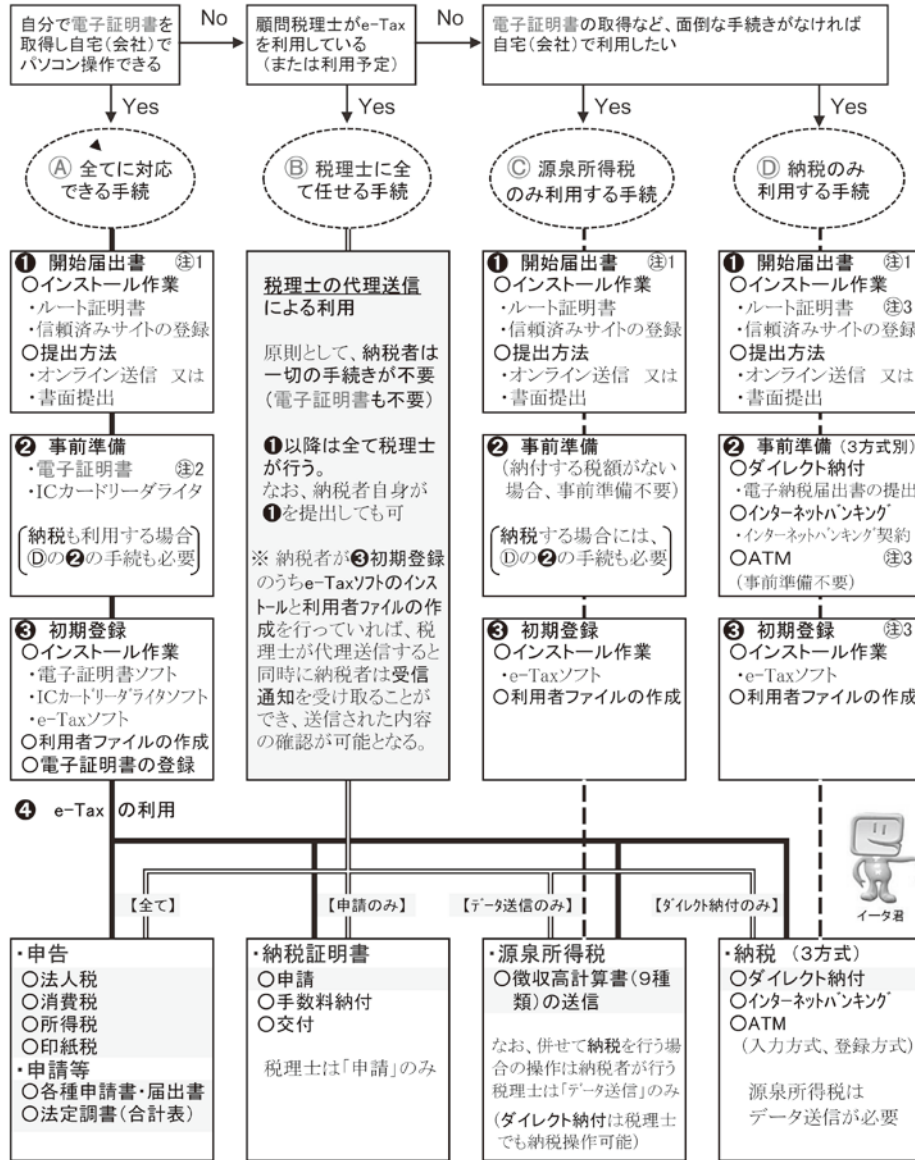 自分で電子証明書を
取得し自宅(会社)で
パソコン操作できる
No
顧問税理士がe-Tax
を利用している
(または利用予定)
No
電子証明書の取得など、面倒な手続きがなければ
自宅(会社)で利用したい
Yes
Yes
Yes
Yes
Ⓐ 全てに対応
できる手続
Ⓑ 税理士に全
て任せる手続
Ⓒ 源泉所得税
のみ利用する手続
Ⓓ 納税のみ
利用する手続
❶ 開始届出書 ㊟1
○インストール作業
・ルート証明書
・信頼済みサイトの登録
○提出方法
・オンライン送信 又は
・書面提出
❷ 事前準備
・電子証明書 ㊟2
・ICカードリーダライタ
(納税も利用する場合
Ⓓの❷の手続も必要)
❸ 初期登録
○インストール作業
・電子証明書ソフト
・ICカードリーダライタソフト
・e-Taxソフト
○利用者ファイルの作成
○電子証明書の登録
税理士の代理送信
による利用
原則として、納税者は
一切の手続きが不要
(電子証明書も不要)
❶以降は全て税理士
が行う。
なお、納税者自身が
❶を提出しても可
※ 納税者が❸初期登録
のうちe-Taxソフトのインス
トールと利用者ファイルの作
成を行っていれば、税
理士が代理送信すると
同時に納税者は受信
通知を受け取ることが
でき、送信された内容
の確認が可能となる。
❶ 開始届出書 ㊟1
○インストール作業
・ルート証明書
・信頼済みサイトの登録
○提出方法
・オンライン送信 又は
・書面提出
❷ 事前準備
(納付する税額がない
場合、事前準備不要)
(納税する場合には、
Ⓓの❷の手続も必要)
❸ 初期登録
○インストール作業
・e-Taxソフト
○利用者ファイルの作成
❶ 開始届出書 ㊟1
○インストール作業
・ルート証明書 ㊟3
・信頼済みサイトの登録
○提出方法
・オンライン送信 又は
・書面提出
❷ 事前準備 (3方式別)
○ダイレクト納付
・電子納税届出書の提出
○インターネットバンキング
・インターネットバンキング契約
○ATM ㊟3
(事前準備不要)
❸ 初期登録 ㊟3
○インストール作業
・e-Taxソフト
○利用者ファイルの作成
❹ e-Tax の利用
イータ君
【全て】
【申請のみ】
【データ送信のみ】
【ダイレクト納付のみ】
・申告
○法人税
○消費税
○所得税
○印紙税
・申請等
○各種申請書・届出書
○法定調書(合計表)
・納税証明書
○申請
○手数料納付
○交付
税理士は「申請」のみ
・源泉所得税
○徴収高計算書(9種
類)の送信
なお、併せて納税を行う場
合の操作は納税者が行う
税理士は「データ送信」のみ
(ダイレクト納付は税理士
でも納税操作可能)
・納税 (3方式)
○ダイレクト納付
○インターネットバンキング
○ATM
(入力方式、登録方式)
源泉所得税は
データ送信が必要